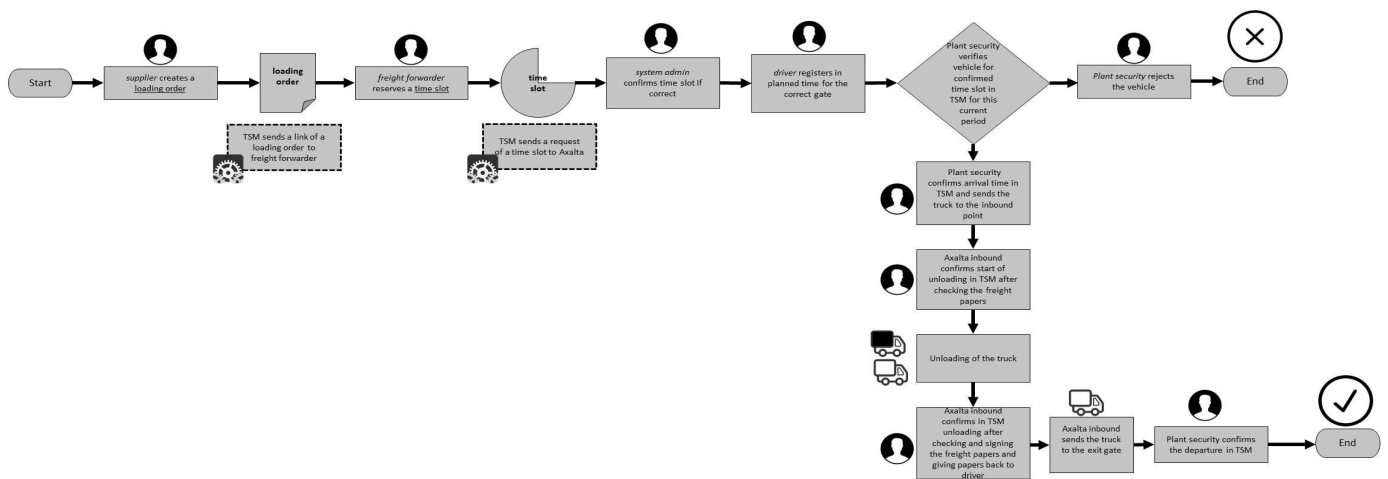 Start
supplier creates a
loading order
loading
order
TSM sends a link of a
loading order to
freight forwarder
freight forwarder
reserves a time slot
time
slot
TSM sends a request
of a time slot to Axalta
system admin
confirms time slot if
correct
driver registers in
planned time for the
correct gate
Plant security
verifies
vehicle for
confirmed
time slot in
TSM for this
current
period
Plant security rejects
the vehicle
End
Plant security
confirms arrival time in
TSM and sends the
truck to the inbound
point
Axalta inbound
confirms start of
unloading in TSM after
checking the freight
papers
Unloading of the truck
Axalta inbound
confirms in TSM
unloading after
checking and signing
the freight papers and
giving papers back to
driver
Axalta inbound
sends the truck
to the exit gate
Plant security confirms
the departure in TSM
End